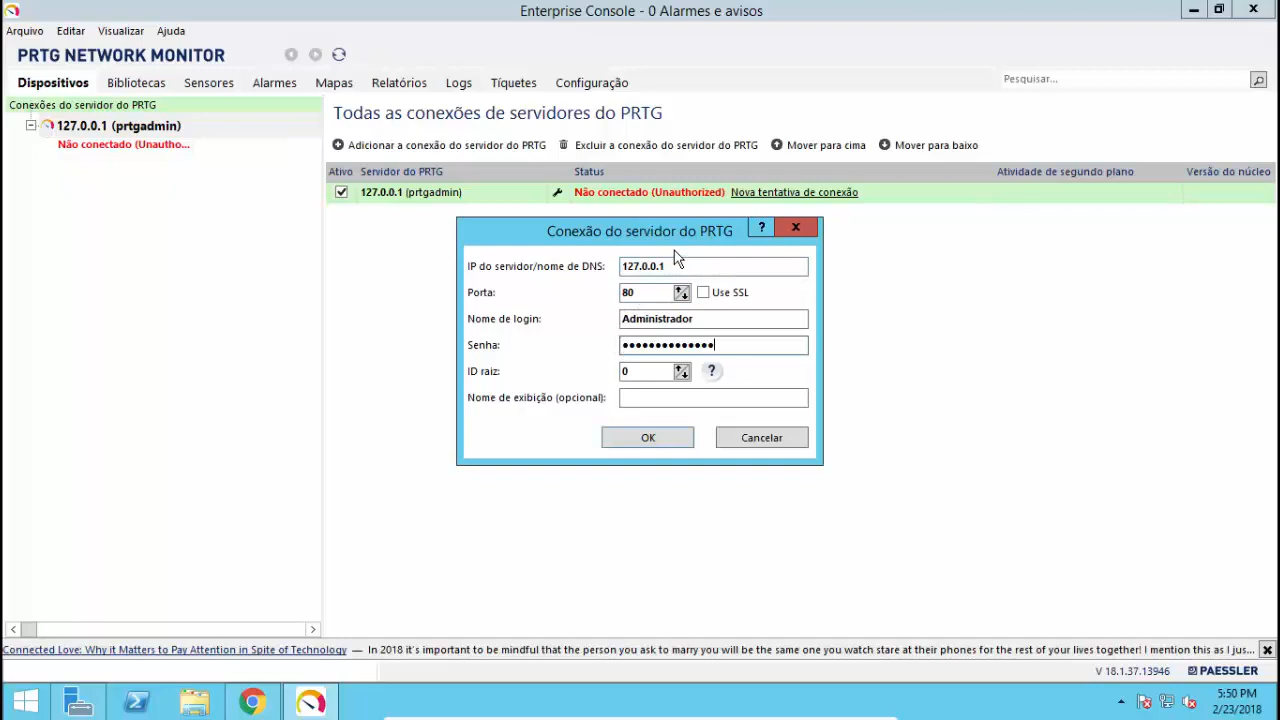 Enterprise Console - 0 Alarmes e avisos
Arquivo Editar Visualizar Ajuda
PRTG NETWORK MONITOR
Dispositivos Bibliotecas Sensores Alarmes Mapas Relatórios Logs Tíquetes Configuração Pesquisar...
Conexões do servidor do PRTG
127.0.0.1 (prtgadmin)
Não conectado (Unautho...
Todas as conexões de servidores do PRTG
Adicionar a conexão do servidor do PRTG Excluir a conexão do servidor do PRTG Mover para cima Mover para baixo
Ativo Servidor do PRTG Status Atividade de segundo plano Versão do núcleo
127.0.0.1 (prtgadmin) Não conectado (Unauthorized) Nova tentativa de conexão
Conexão do servidor do PRTG ?
IP do servidor/nome de DNS: 127.0.0.1
Porta: 80 Use SSL
Nome de login: Administrador
Senha: ••••••••••••••
ID raiz: 0 ?
Nome de exibição (opcional):
OK Cancelar
Connected Love: Why it Matters to Pay Attention in Spite of Technology — In 2018 it's important to be mindful that the person you ask to marry you will be the same one you watch stare at their phones for the rest of your lives together! I mention this as I jus...
V 18.1.37.13946 PAESSLER
5:50 PM
2/23/2018